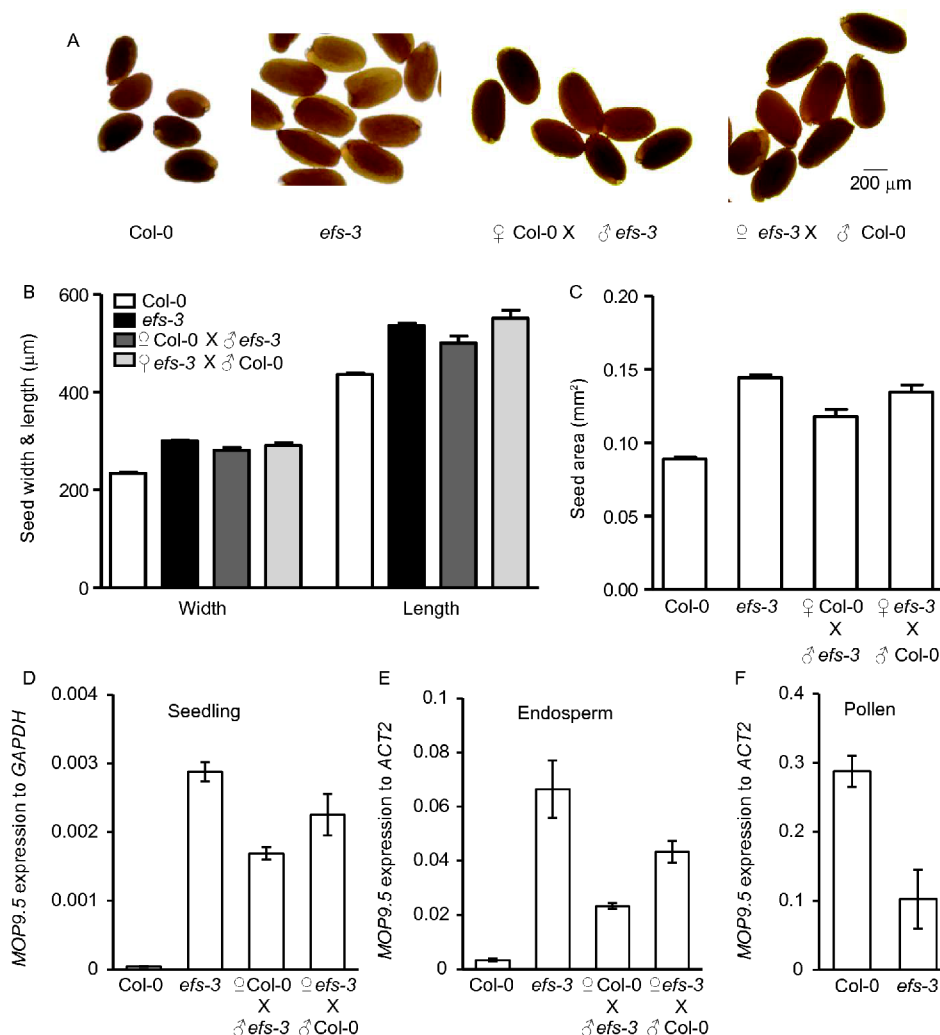 A
200 μm
Col-0
efs-3
♀ Col-0 X ♂ efs-3
♀ efs-3 X ♂ Col-0
B
Seed width & length (μm)
600
400
200
0
Col-0
efs-3
♀ Col-0 X ♂ efs-3
♀ efs-3 X ♂ Col-0
Width
Length
C
Seed area (mm²)
0.20
0.15
0.10
0.05
0.00
Col-0
efs-3
♀ Col-0
X
♂ efs-3
♀ efs-3
X
♂ Col-0
D
MOP9.5 expression to GAPDH
0.004
0.003
0.002
0.001
0
Seedling
Col-0
efs-3
♀ Col-0
X
♂ efs-3
♀ efs-3
X
♂ Col-0
E
MOP9.5 expression to ACT2
0.1
0.08
0.06
0.04
0.02
0
Endosperm
Col-0
efs-3
♀ Col-0
X
♂ efs-3
♀ efs-3
X
♂ Col-0
F
MOP9.5 expression to ACT2
0.4
0.3
0.2
0.1
0
Pollen
Col-0
efs-3